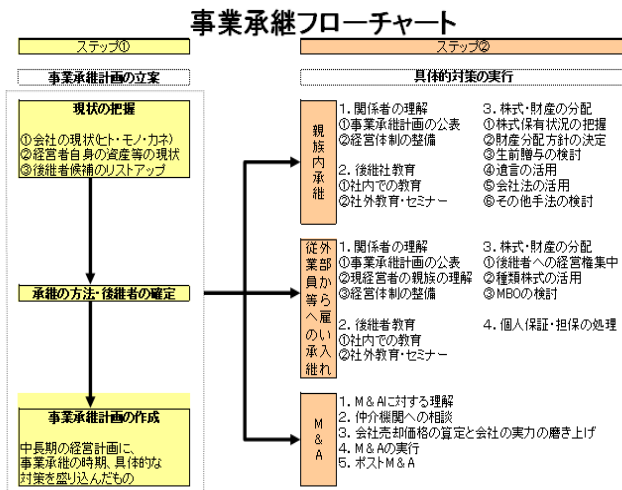 事業承継フローチャート
ステップ①
ステップ②
事業承継計画の立案
具体的対策の実行
現状の把握
①会社の現状(ヒト・モノ・カネ)
②経営者自身の資産等の現状
③後継者候補のリストアップ
承継の方法・後継者の確定
事業承継計画の作成
中長期の経営計画に、
事業承継の時期、具体的な
対策を盛り込んだもの
親族内承継
1. 関係者の理解
①事業承継計画の公表
②経営体制の整備
2. 後継社教育
①社内での教育
②社外教育・セミナー
3. 株式・財産の分配
①株式保有状況の把握
②財産分配方針の決定
③生前贈与の検討
④遺言の活用
⑤会社法の活用
⑥その他手法の検討
従業員等への承継
外部から雇い入れ
1. 関係者の理解
①事業承継計画の公表
②現経営者の親族の理解
③経営体制の整備
2. 後継者教育
①社内での教育
②社外教育・セミナー
3. 株式・財産の分配
①後継者への経営権集中
②種類株式の活用
③MBOの検討
4. 個人保証・担保の処理
M&A
1. M&Aに対する理解
2. 仲介機関への相談
3. 会社売却価格の算定と会社の実力の磨き上げ
4. M&Aの実行
5. ポストM&A